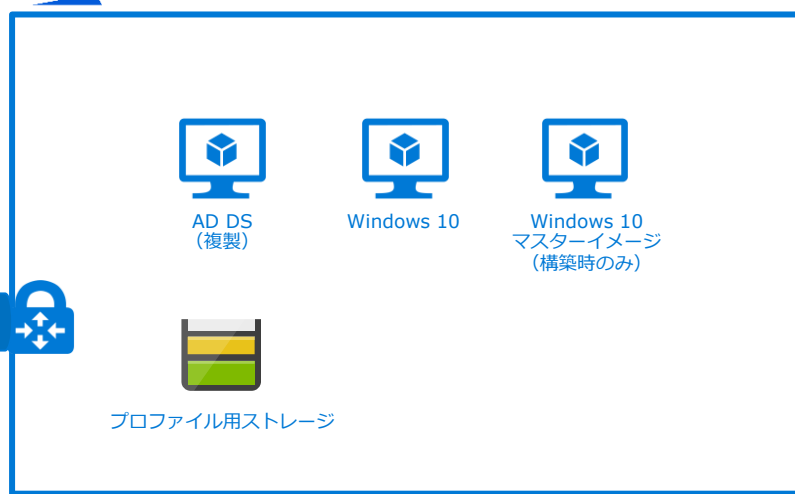 AD DS
（複製）
Windows 10
Windows 10
マスターイメージ
（構築時のみ）
プロファイル用ストレージ